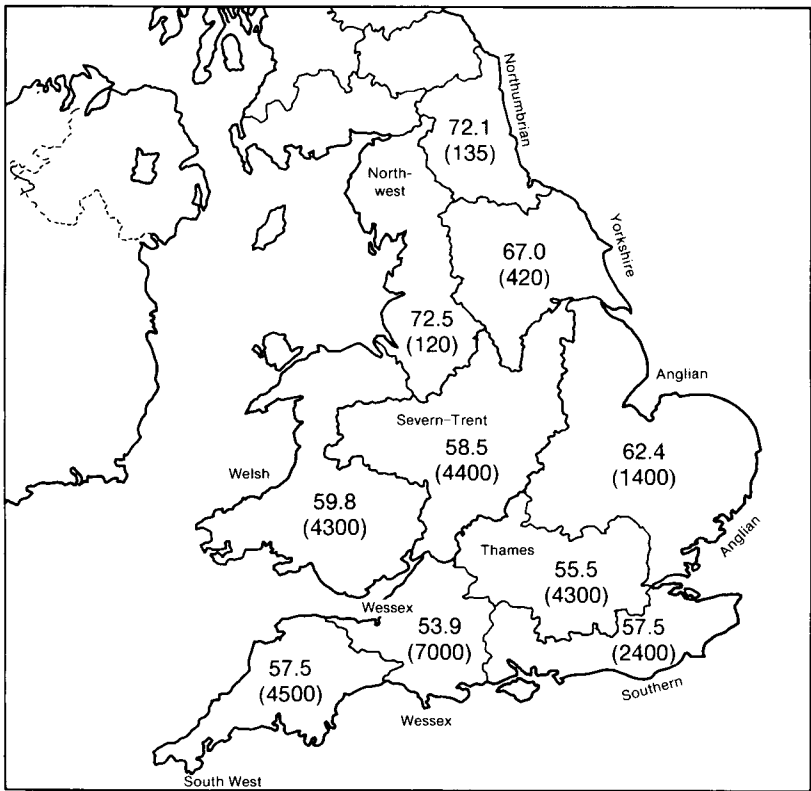 Northumbrian
72.1
(135)
North-
west
Yorkshire
67.0
(420)
72.5
(120)
Anglian
Severn-Trent
58.5
(4400)
62.4
(1400)
Welsh
59.8
(4300)
Anglian
Thames
55.5
(4300)
Wessex
53.9
(7000)
57.5
(2400)
57.5
(4500)
Southern
Wessex
South West